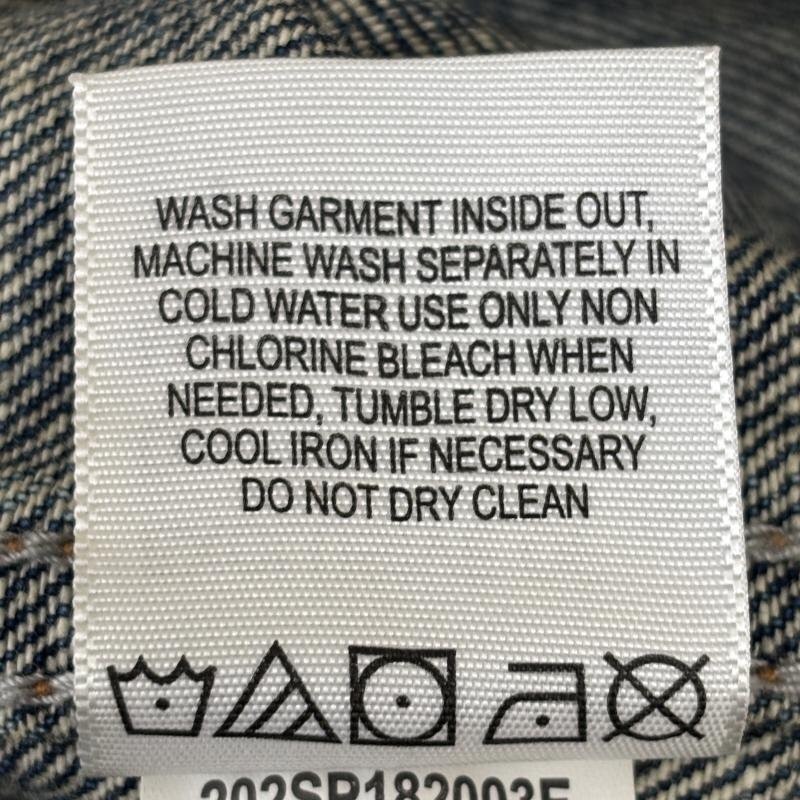 WASH GARMENT INSIDE OUT,
MACHINE WASH SEPARATELY IN
COLD WATER USE ONLY NON
CHLORINE BLEACH WHEN
NEEDED, TUMBLE DRY LOW,
COOL IRON IF NECESSARY
DO NOT DRY CLEAN
202SP182003E